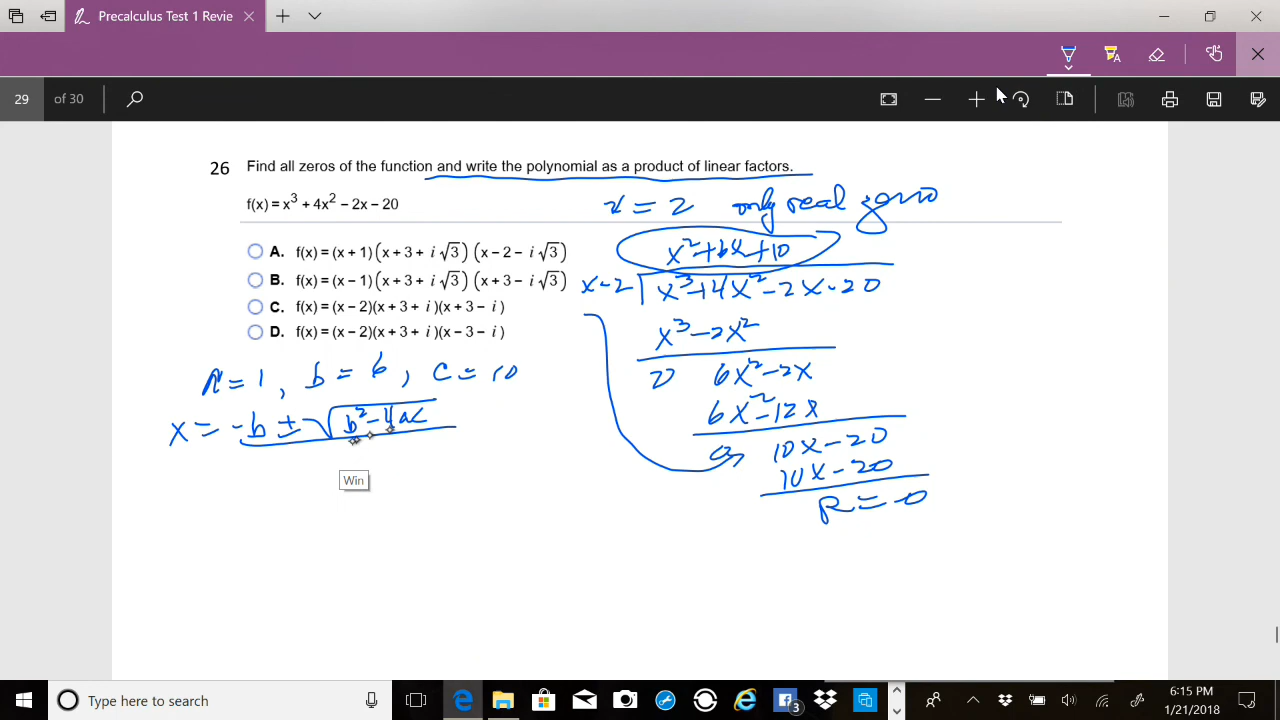 Precalculus Test 1 Revie
29 of 30
26 Find all zeros of the function and write the polynomial as a product of linear factors.
f(x) = x³ + 4x² − 2x − 20
A. f(x) = (x + 1)(x + 3 + i√3)(x − 2 − i√3)
B. f(x) = (x − 1)(x + 3 + i√3)(x + 3 − i√3)
C. f(x) = (x − 2)(x + 3 + i)(x + 3 − i)
D. f(x) = (x − 2)(x + 3 + i)(x − 3 − i)
x = 2 only real zero
x² + 6x + 10
x − 2 x³ + 4x² − 2x − 20
x³ − 2x²
0 6x² − 2x
6x² − 12x
0 10x − 20
10x − 20
R = 0
a = 1, b = 6, c = 10
x = −b ± √b² − 4ac
Win
Type here to search
3
6:15 PM
1/21/2018